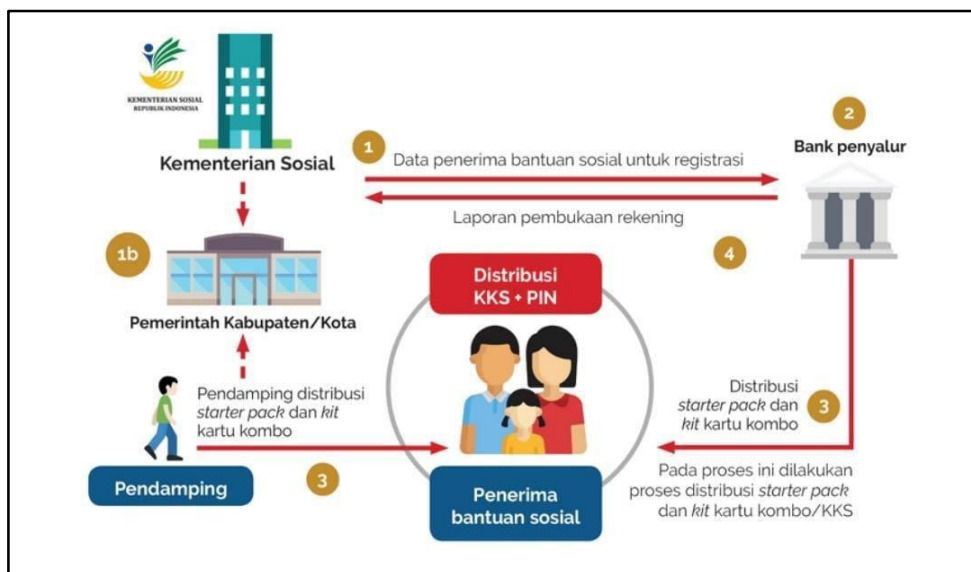 KEMENTERIAN SOSIAL
REPUBLIK INDONESIA
Kementerian Sosial
1
Data penerima bantuan sosial untuk registrasi
2
Bank penyalur
Laporan pembukaan rekening
1b
Pemerintah Kabupaten/Kota
4
Distribusi
KKS + PIN
Pendamping distribusi
starter pack dan kit
kartu kombo
Pendamping
3
Penerima
bantuan sosial
Distribusi
starter pack dan
kit kartu kombo
3
Pada proses ini dilakukan
proses distribusi starter pack
dan kit kartu kombo/KKS